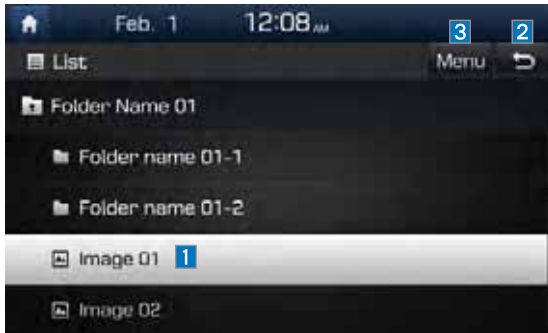 Feb. 1 12:08 AM
3 2
List Menu
Folder Name 01
Folder name 01-1
Folder name 01-2
Image 01 1
Image 02